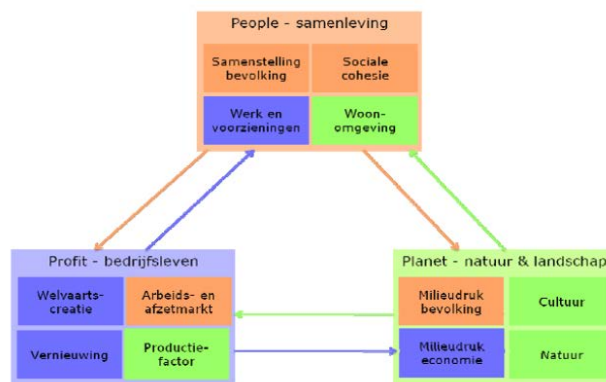 People - samenleving
Samenstelling
bevolking
Sociale
cohesie
Werk en
voorzieningen
Woon-
omgeving
Profit - bedrijfsleven
Welvaarts-
creatie
Arbeids- en
afzetmarkt
Vernieuwing
Productie-
factor
Planet - natuur & landschap
Milieudruk
bevolking
Cultuur
Milieudruk
economie
Natuur